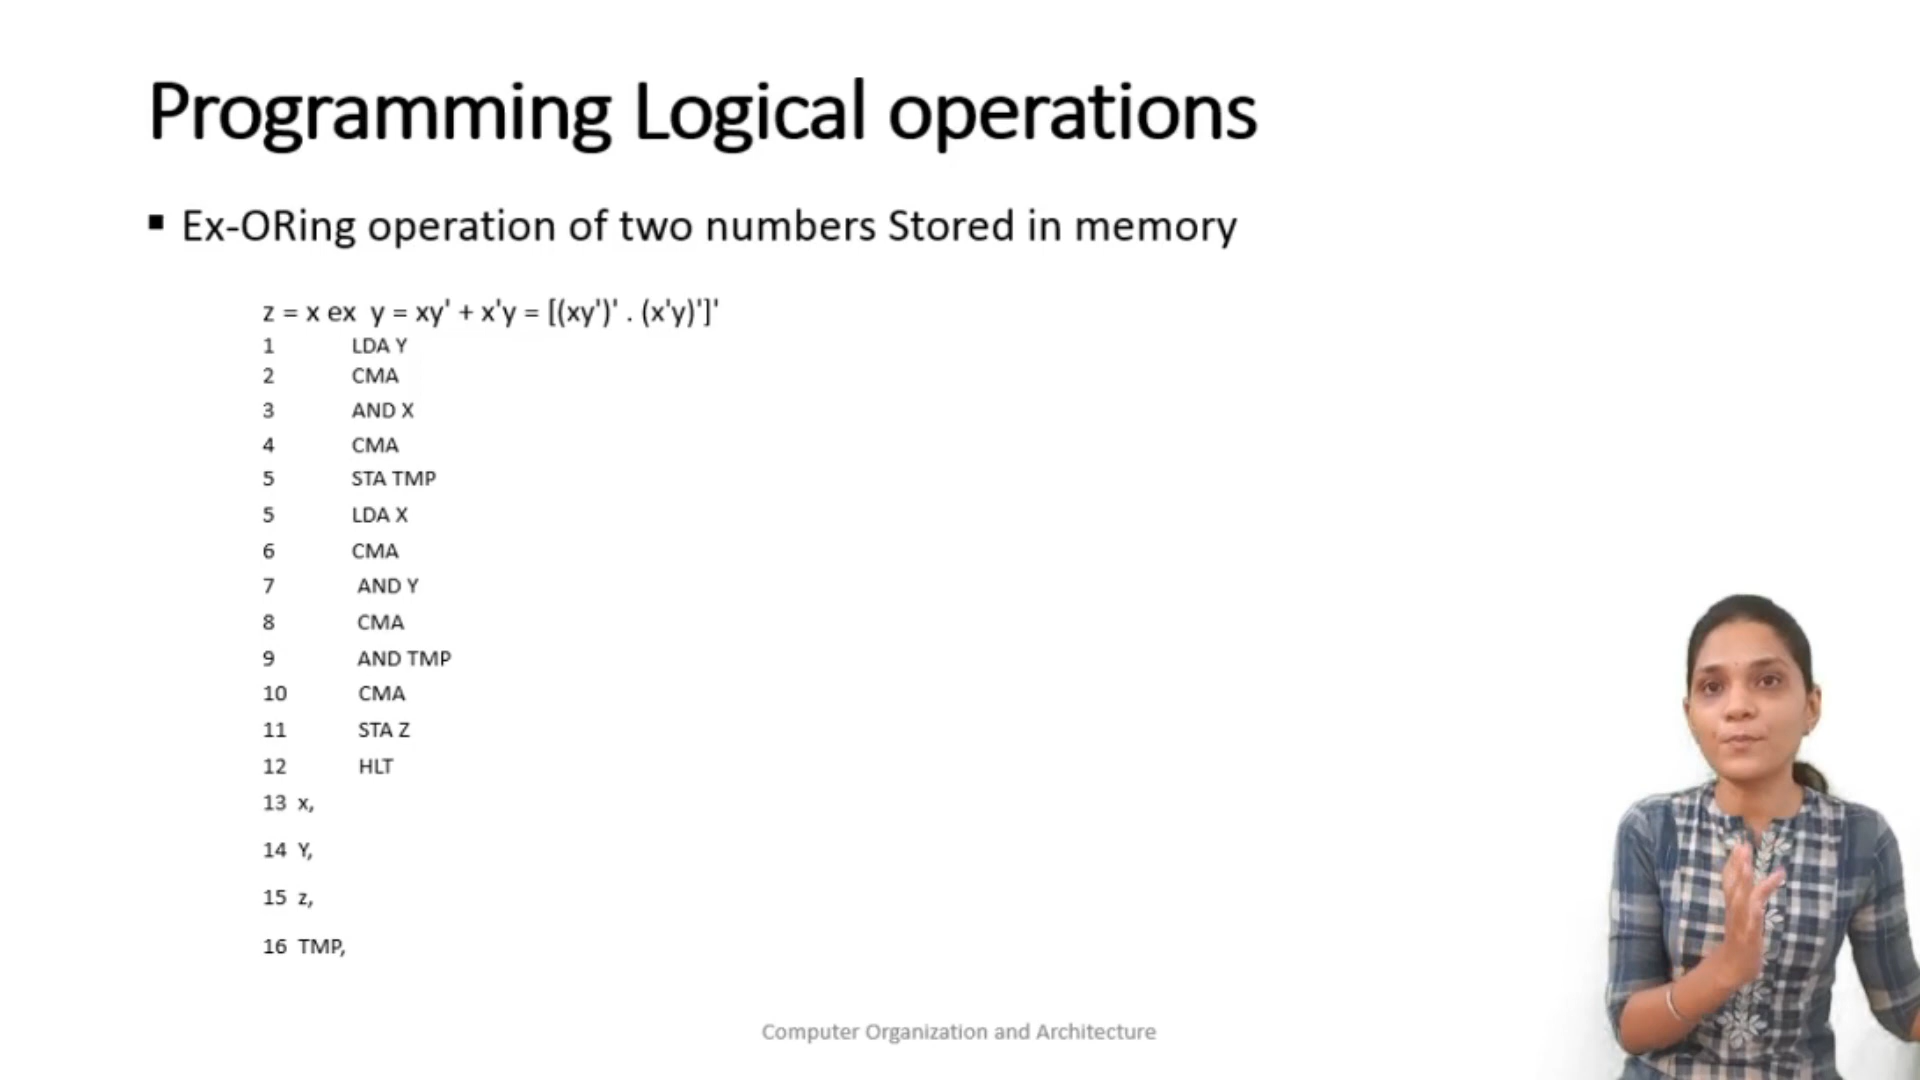 Programming Logical operations
▪ Ex-ORing operation of two numbers Stored in memory
z = x ex y = xy' + x'y = [(xy')' . (x'y)']'
1 LDA Y
2 CMA
3 AND X
4 CMA
5 STA TMP
5 LDA X
6 CMA
7 AND Y
8 CMA
9 AND TMP
10 CMA
11 STA Z
12 HLT
13 x,
14 Y,
15 z,
16 TMP,
Computer Organization and Architecture